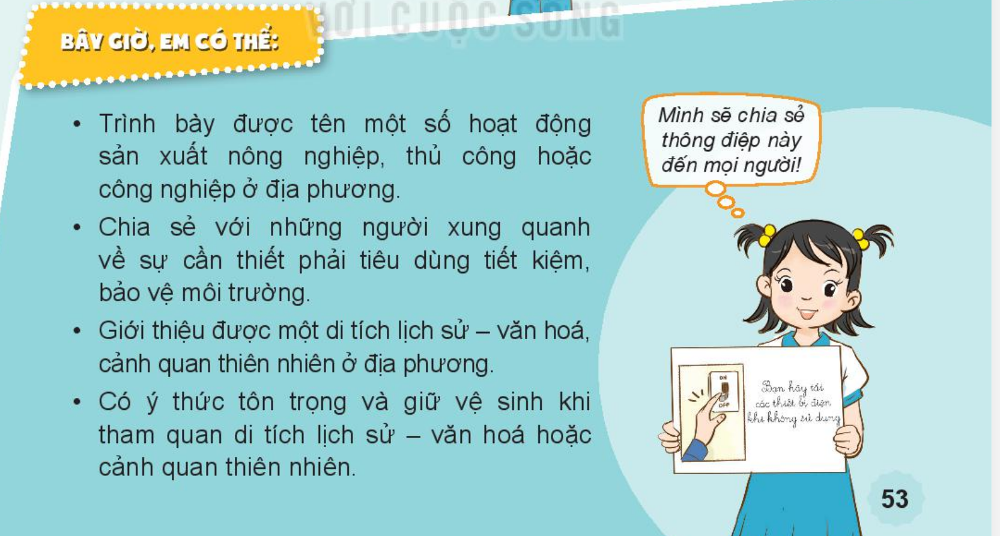 VỚI CUỘC SỐNG
BÂY GIỜ, EM CÓ THỂ:
• Trình bày được tên một số hoạt động
sản xuất nông nghiệp, thủ công hoặc
công nghiệp ở địa phương.
• Chia sẻ với những người xung quanh
về sự cần thiết phải tiêu dùng tiết kiệm,
bảo vệ môi trường.
• Giới thiệu được một di tích lịch sử – văn hoá,
cảnh quan thiên nhiên ở địa phương.
• Có ý thức tôn trọng và giữ vệ sinh khi
tham quan di tích lịch sử – văn hoá hoặc
cảnh quan thiên nhiên.
Mình sẽ chia sẻ
thông điệp này
đến mọi người!
ON
OFF
Bạn hãy tắt
các thiết bị điện
khi không sử dụng
53